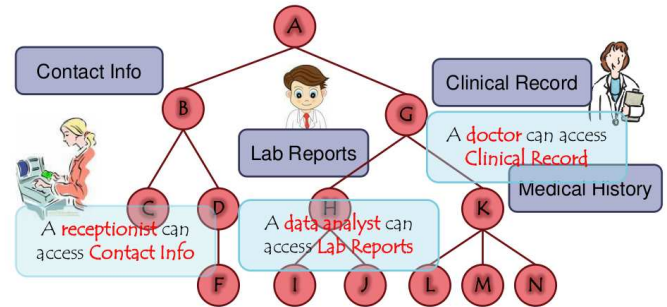 A
Contact Info
Clinical Record
B
G
Lab Reports
A doctor can access
Clinical Record
Medical History
C
D
H
K
A receptionist can
access Contact Info
A data analyst can
access Lab Reports
F
I
J
L
M
N